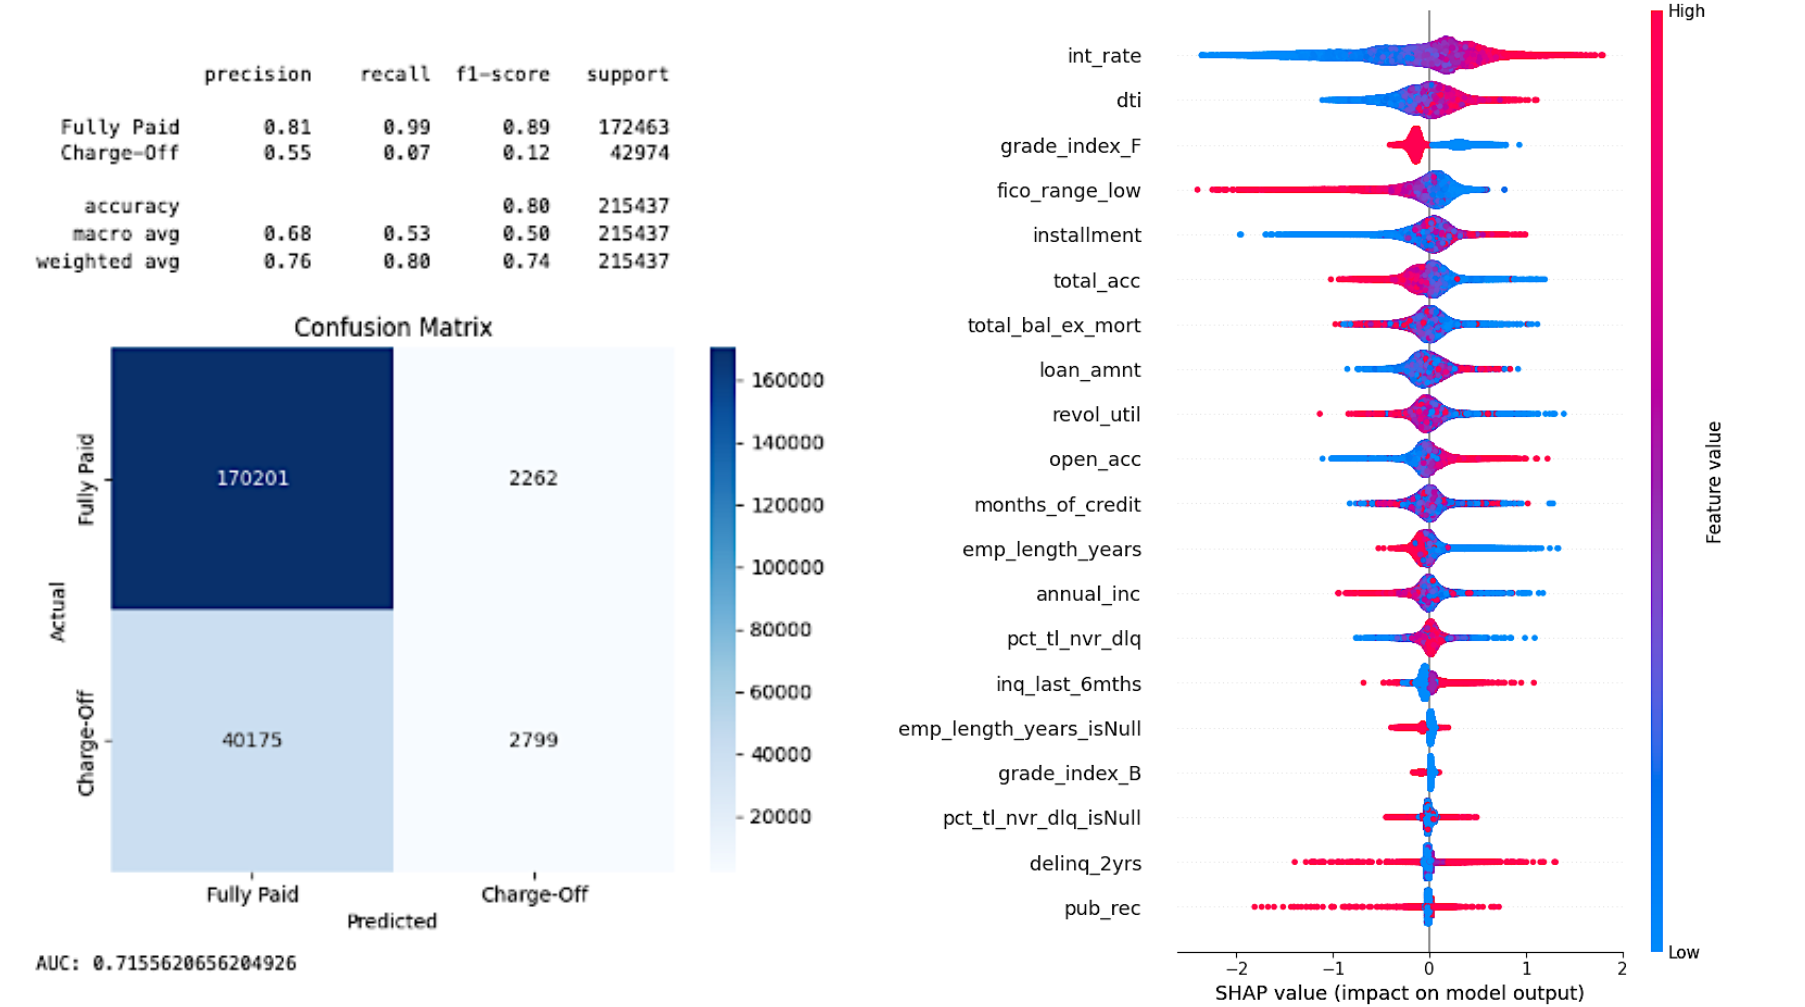 precision recall f1-score support
Fully Paid 0.81 0.99 0.89 172463
Charge-Off 0.55 0.07 0.12 42974
accuracy 0.80 215437
macro avg 0.68 0.53 0.50 215437
weighted avg 0.76 0.80 0.74 215437
Confusion Matrix
160000
140000
120000
100000
80000
60000
40000
20000
Actual
Fully Paid
Charge-Off
170201 2262
40175 2799
Fully Paid Charge-Off
Predicted
AUC: 0.7155620656204926
int_rate
dti
grade_index_F
fico_range_low
installment
total_acc
total_bal_ex_mort
loan_amnt
revol_util
open_acc
months_of_credit
emp_length_years
annual_inc
pct_tl_nvr_dlq
inq_last_6mths
emp_length_years_isNull
grade_index_B
pct_tl_nvr_dlq_isNull
delinq_2yrs
pub_rec
−2 −1 0 1 2
SHAP value (impact on model output)
High
Feature value
Low